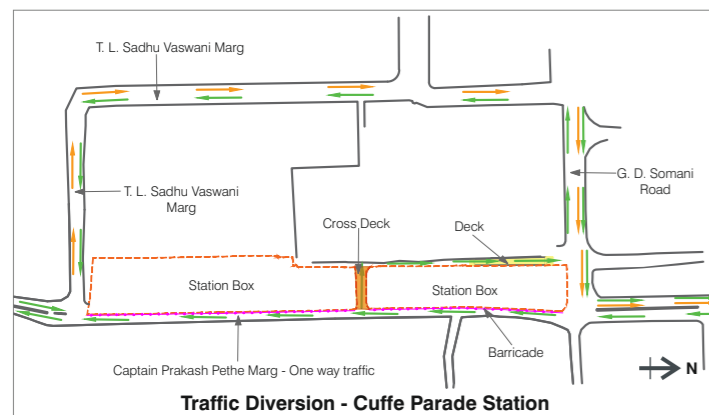 T. L. Sadhu Vaswani Marg
T. L. Sadhu Vaswani
Marg
G. D. Somani
Road
Cross Deck
Deck
Station Box
Station Box
Captain Prakash Pethe Marg - One way traffic
Barricade
N
Traffic Diversion - Cuffe Parade Station